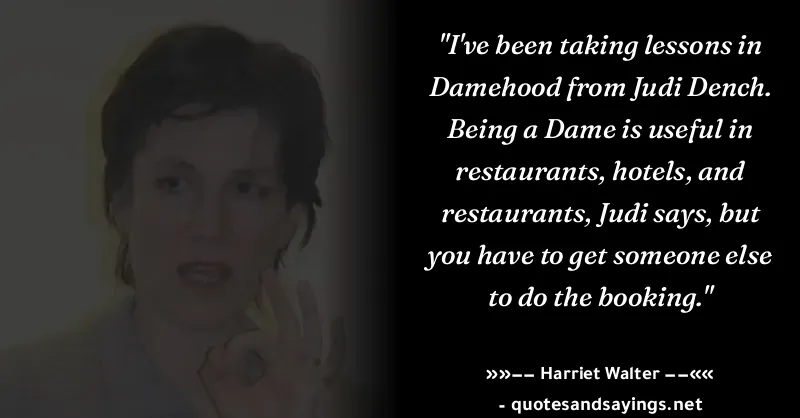 "I've been taking lessons in
Damehood from Judi Dench.
Being a Dame is useful in
restaurants, hotels, and
restaurants, Judi says, but
you have to get someone else
to do the booking."
»»−− Harriet Walter −−««
- quotesandsayings.net